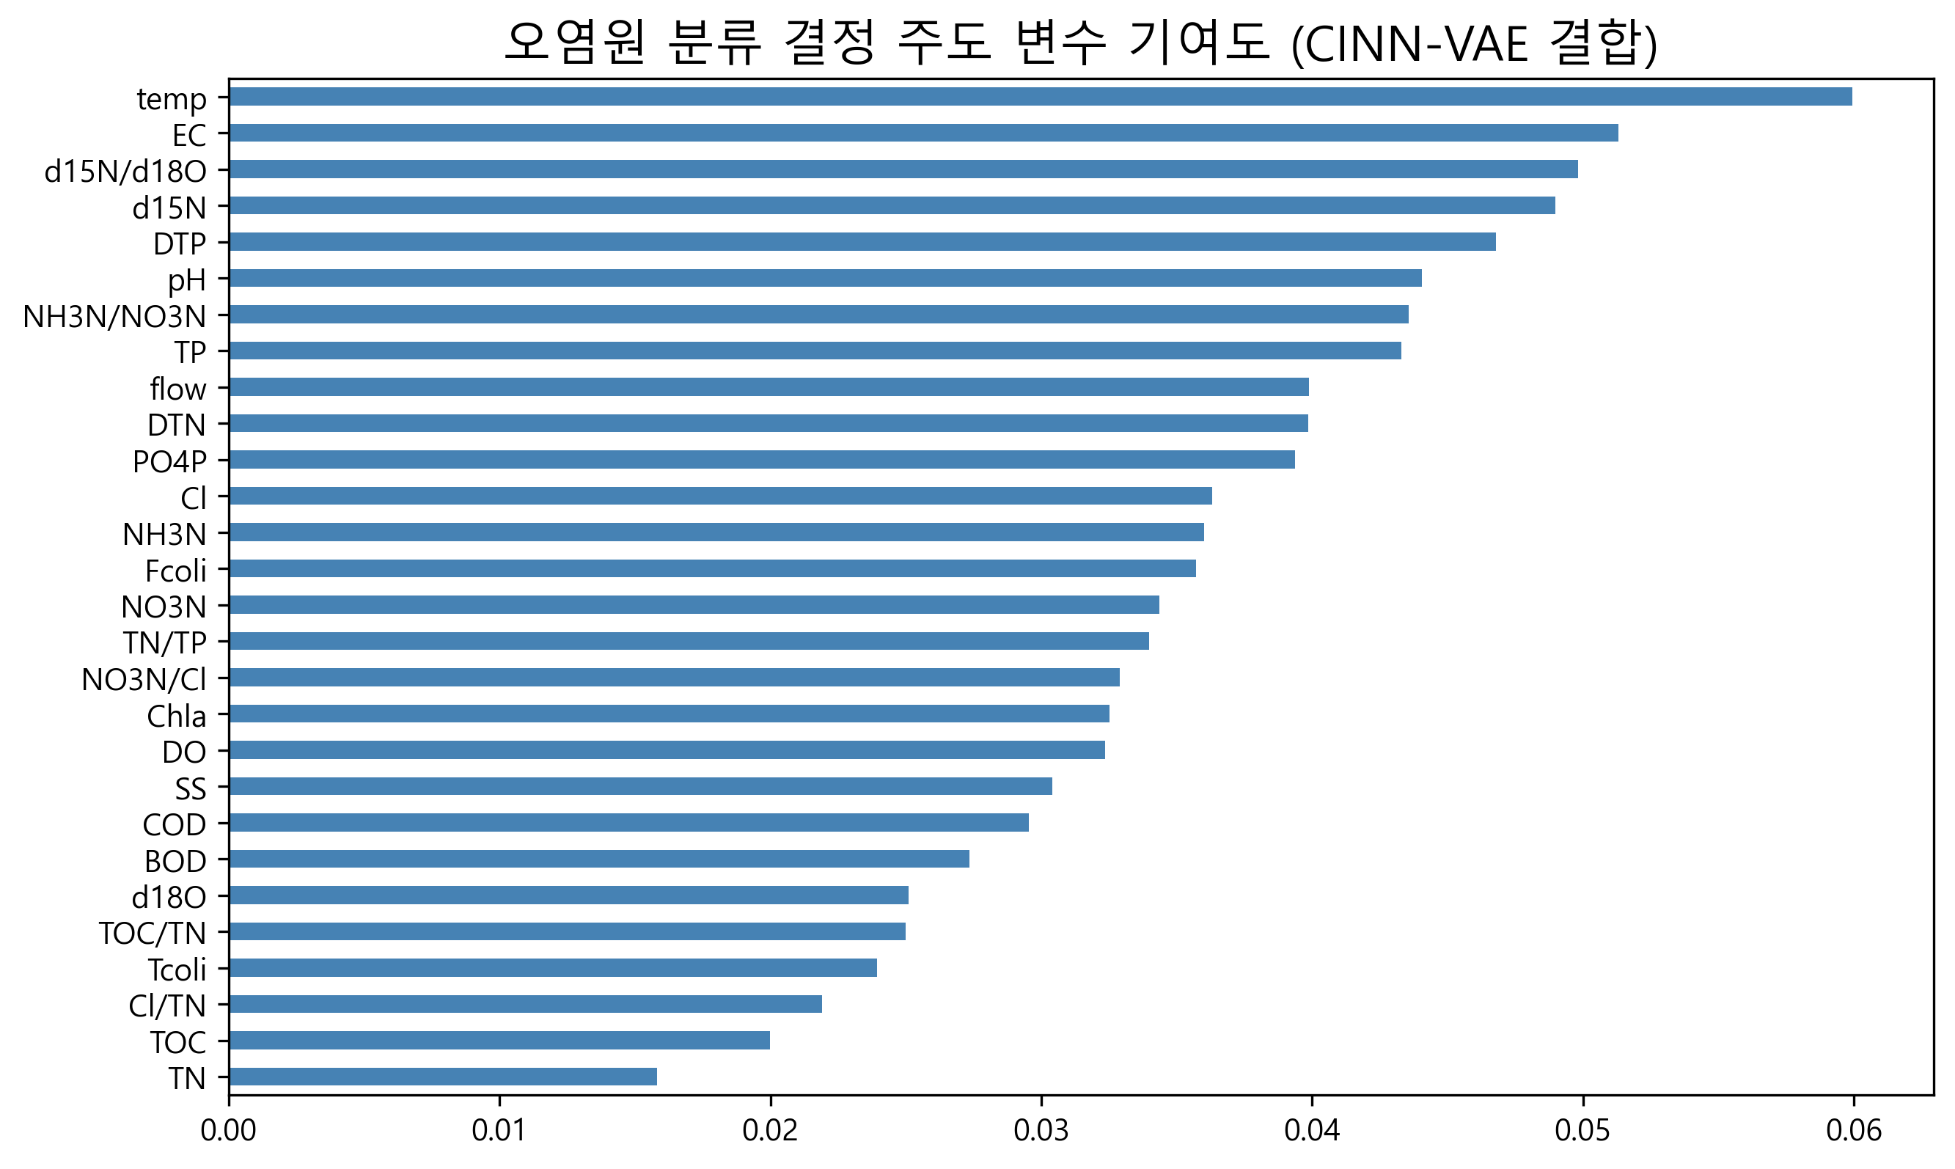 오염원 분류 결정 주도 변수 기여도 (CINN-VAE 결합)
temp
EC
d15N/d18O
d15N
DTP
pH
NH3N/NO3N
TP
flow
DTN
PO4P
Cl
NH3N
Fcoli
NO3N
TN/TP
NO3N/Cl
Chla
DO
SS
COD
BOD
d18O
TOC/TN
Tcoli
Cl/TN
TOC
TN
0.00 0.01 0.02 0.03 0.04 0.05 0.06